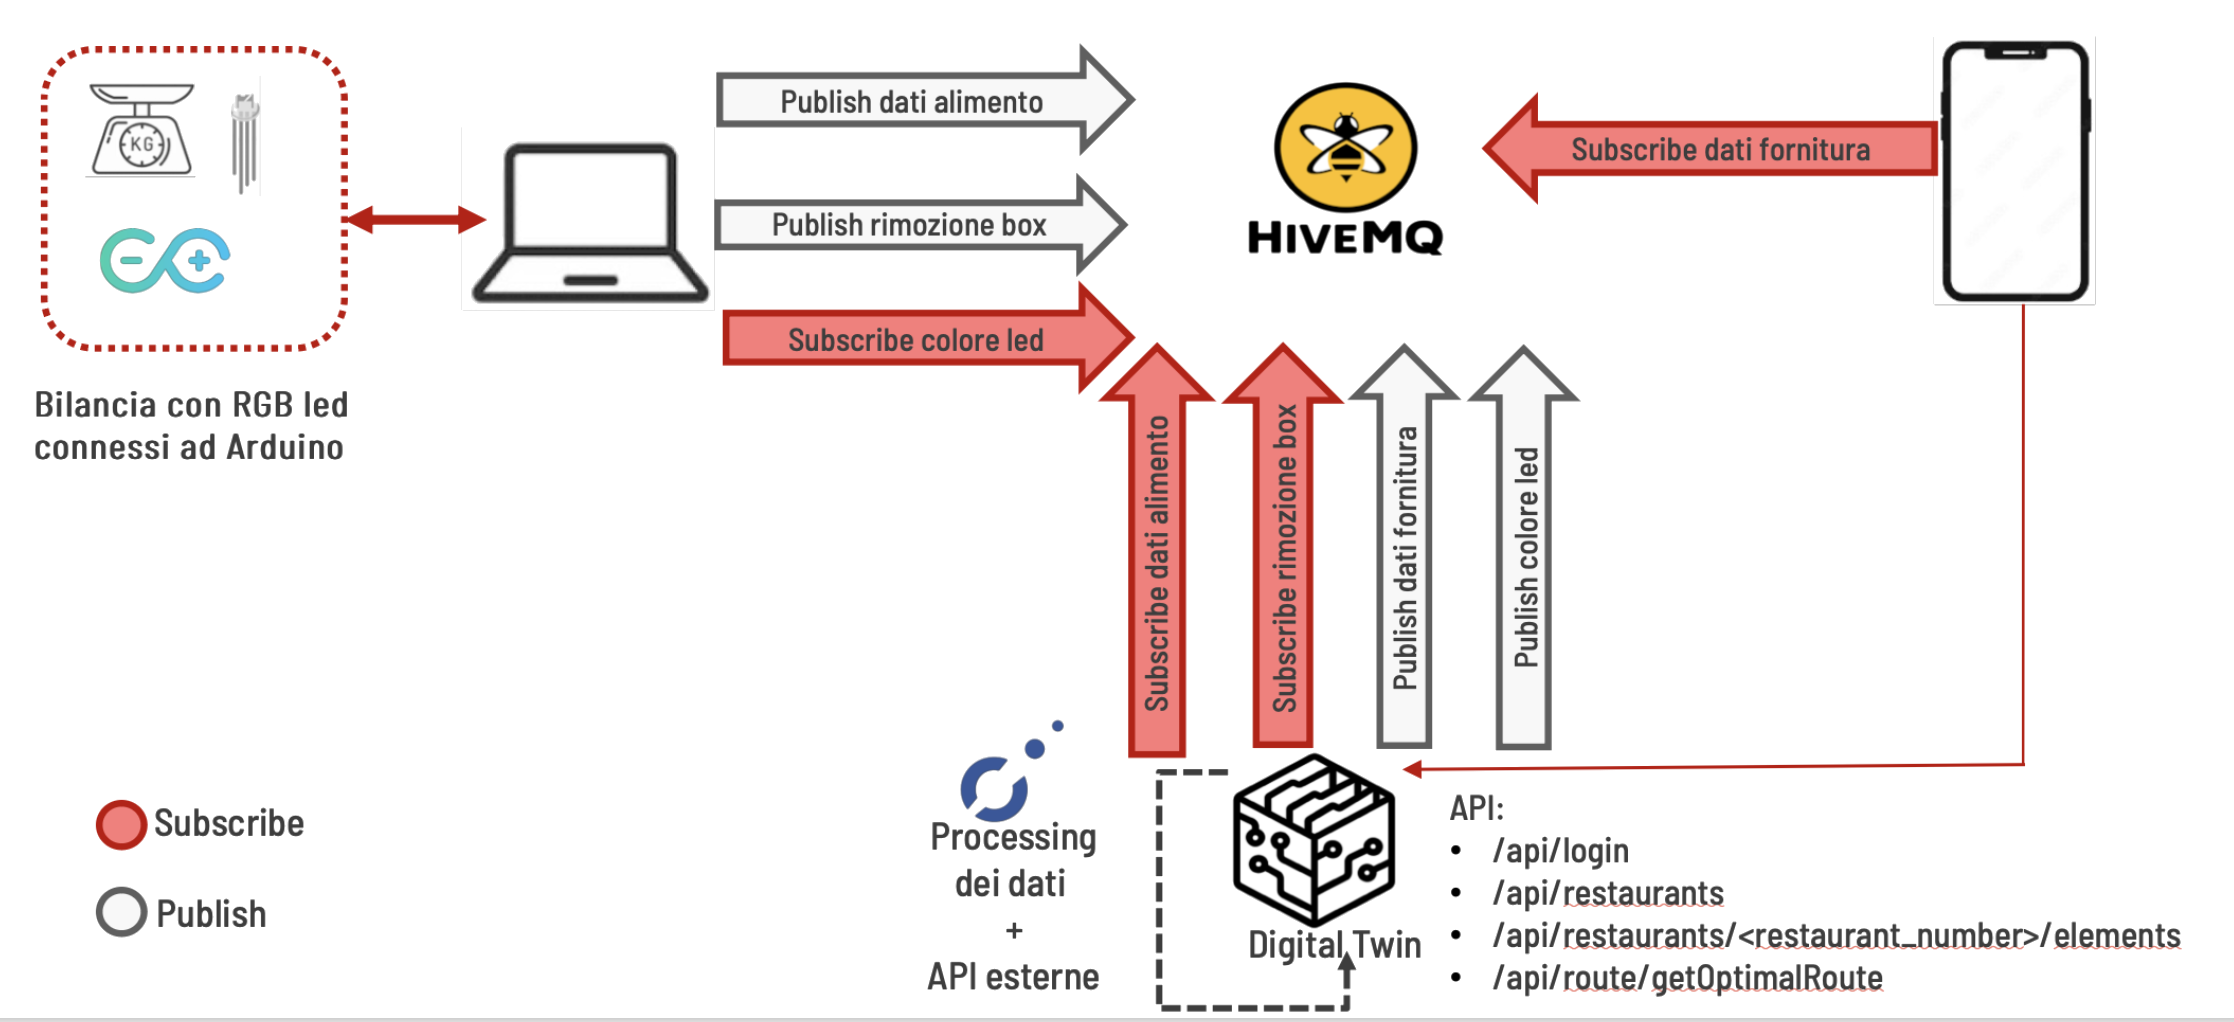 KG
Bilancia con RGB led
connessi ad Arduino
Publish dati alimento
Publish rimozione box
Subscribe colore led
HIVEMQ
Subscribe dati fornitura
Subscribe dati alimento
Subscribe rimozione box
Publish dati fornitura
Publish colore led
Subscribe
Publish
Processing
dei dati
+
API esterne
Digital Twin
API:
• /api/login
• /api/restaurants
• /api/restaurants/<restaurant_number>/elements
• /api/route/getOptimalRoute